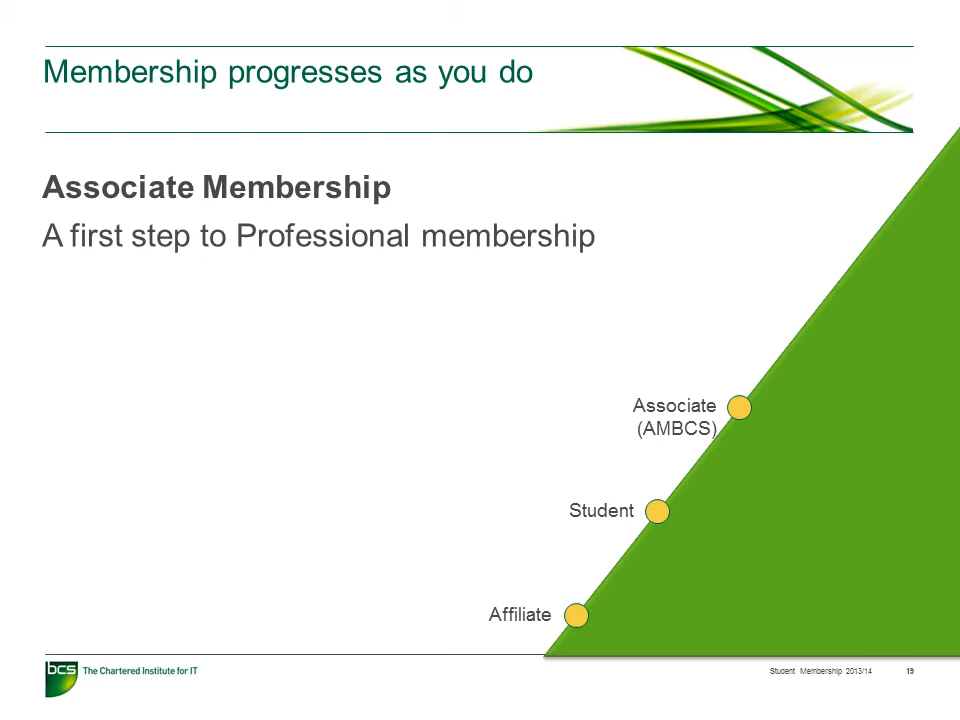 Membership progresses as you do
Associate Membership
A first step to Professional membership
Associate
(AMBCS)
Student
Affiliate
bcs The Chartered Institute for IT
Student Membership 2013/14 19